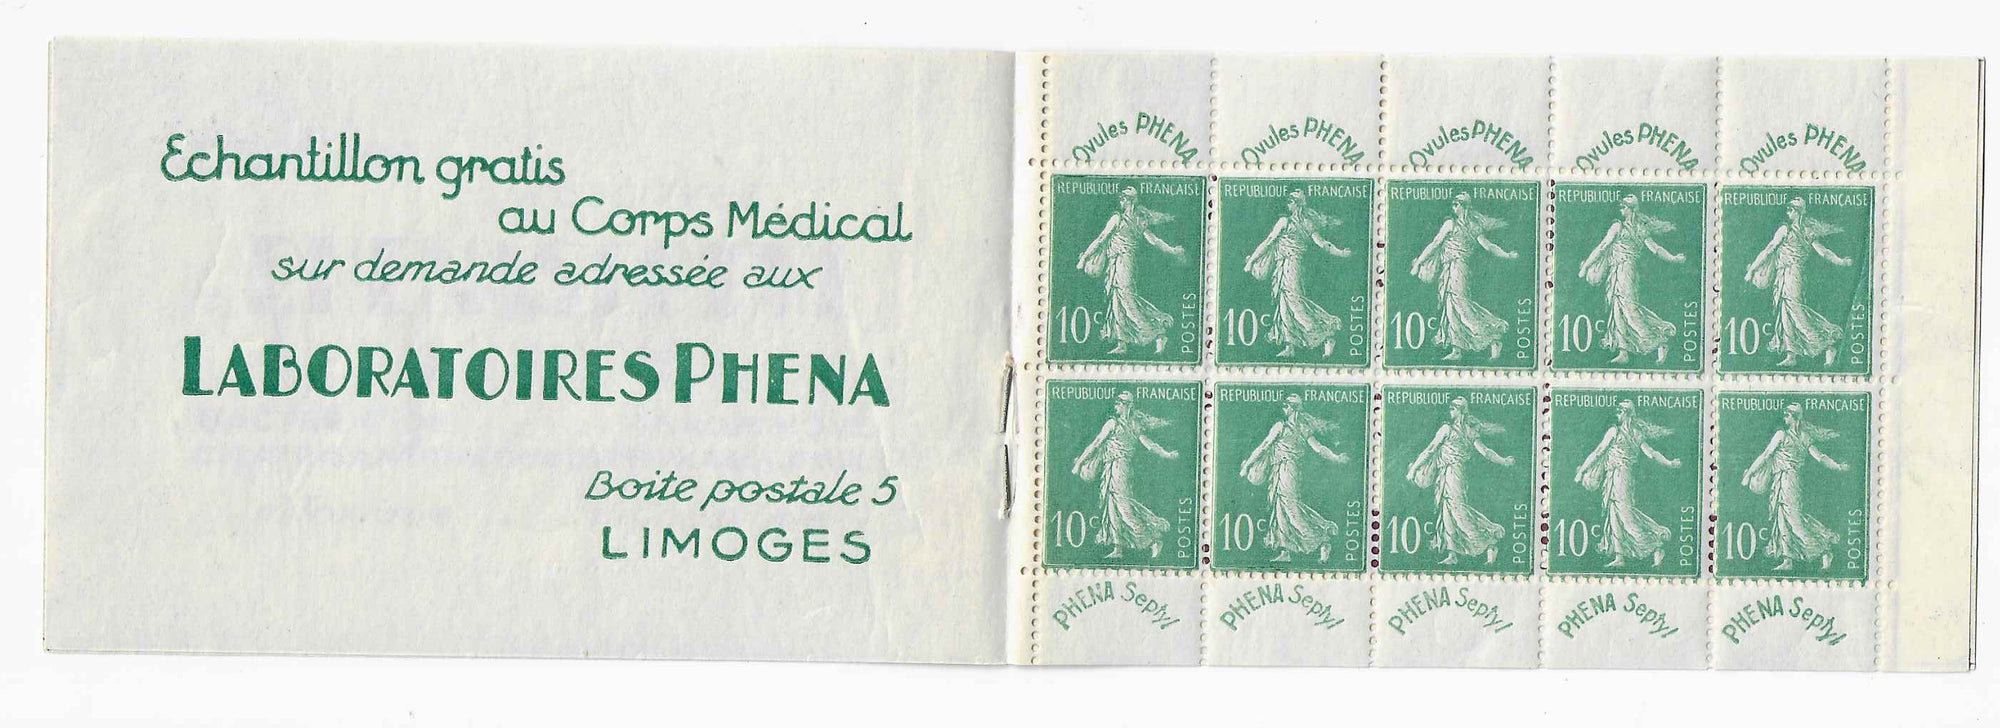 Echantillon gratis
au Corps Médical
sur demande adressée aux
LABORATOIRES PHENA
Boite postale 5
LIMOGES
Ovules PHENA Ovules PHENA Ovules PHENA Ovules PHENA Ovules PHENA
REPUBLIQUE FRANÇAISE REPUBLIQUE FRANÇAISE REPUBLIQUE FRANÇAISE REPUBLIQUE FRANÇAISE REPUBLIQUE FRANÇAISE
10c POSTES 10c POSTES 10c POSTES 10c POSTES 10c POSTES
REPUBLIQUE FRANÇAISE REPUBLIQUE FRANÇAISE REPUBLIQUE FRANÇAISE REPUBLIQUE FRANÇAISE REPUBLIQUE FRANÇAISE
10c POSTES 10c POSTES 10c POSTES 10c POSTES 10c POSTES
PHENA Septyl PHENA Septyl PHENA Septyl PHENA Septyl PHENA Septyl